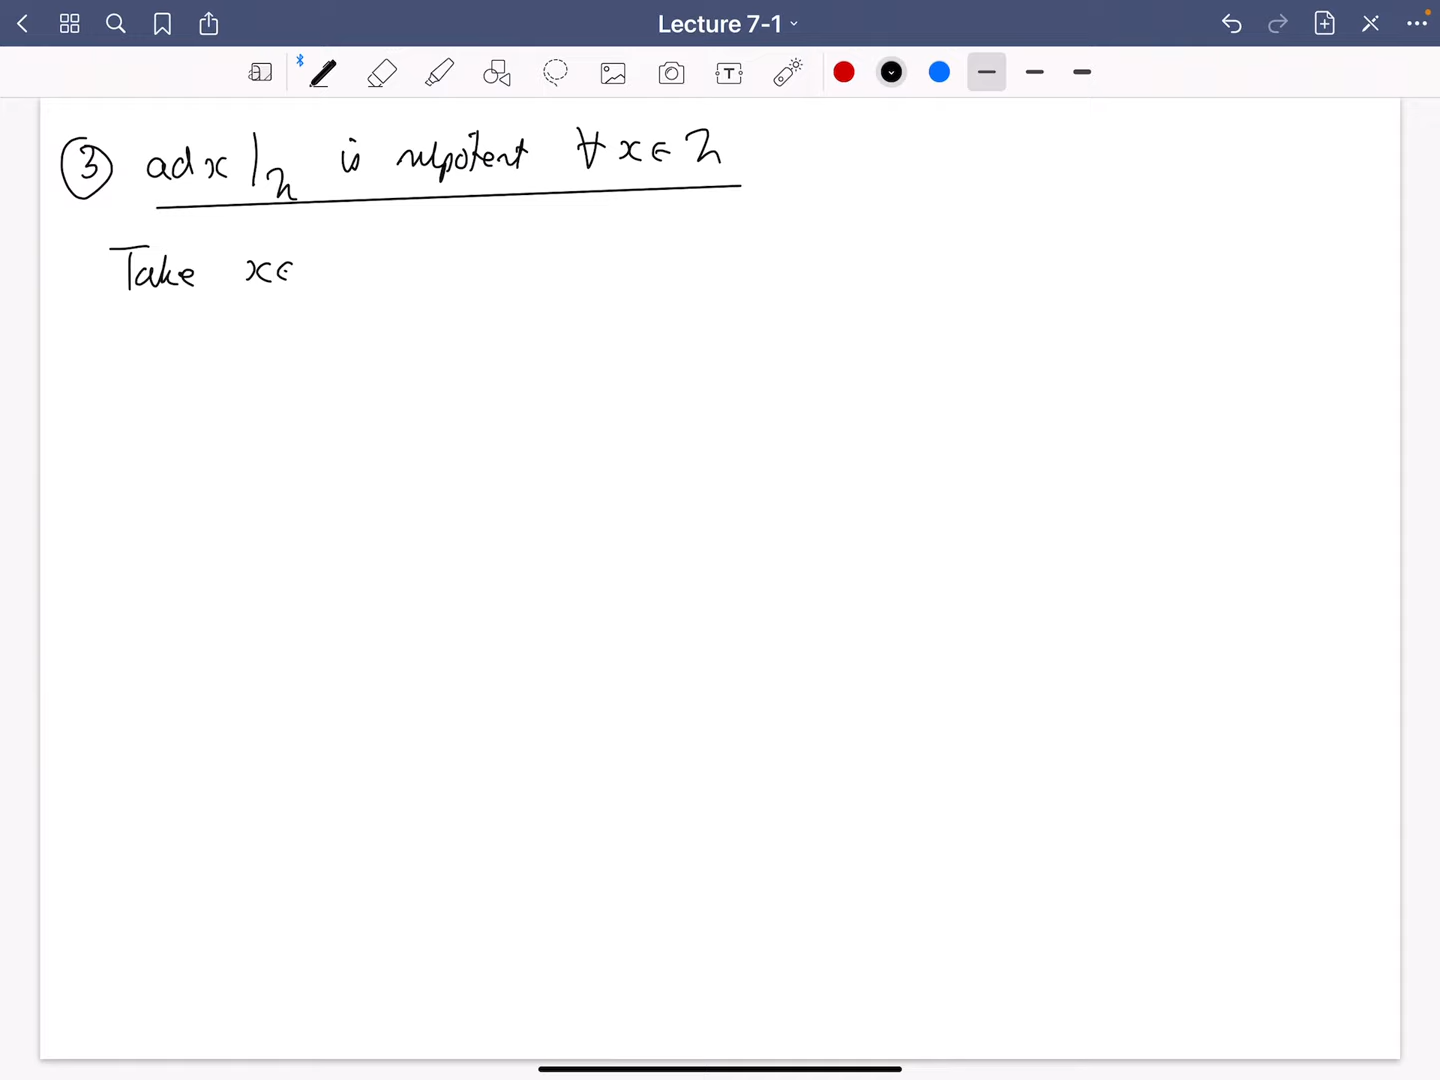 Lecture 7-1
③ ad x |𝔫 is nilpotent ∀ x ∈ 𝔫
Take x ∈